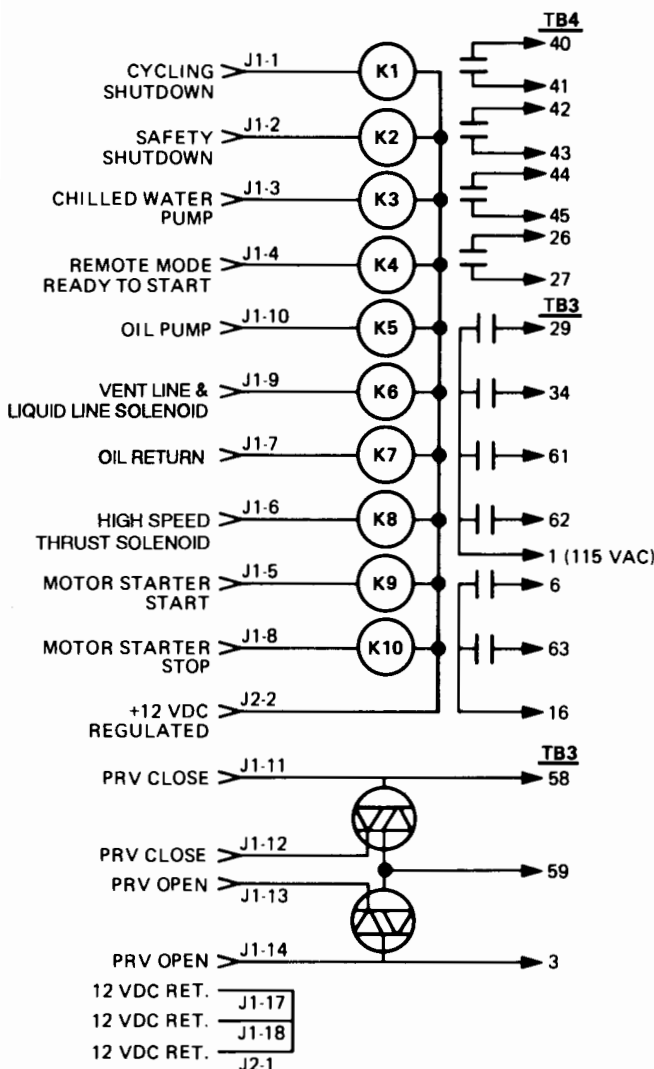 TB4
J1-1 K1 40
CYCLING
SHUTDOWN
41
J1-2 K2 42
SAFETY
SHUTDOWN
43
J1-3 K3 44
CHILLED WATER
PUMP
45
J1-4 K4 26
REMOTE MODE
READY TO START
27
TB3
J1-10
OIL PUMP K5 29
J1-9
VENT LINE & K6 34
LIQUID LINE SOLENOID
J1-7
OIL RETURN K7 61
J1-6
HIGH SPEED K8 62
THRUST SOLENOID
1 (115 VAC)
J1-5
MOTOR STARTER K9 6
START
J1-8
MOTOR STARTER K10 63
STOP
J2-2
+12 VDC 16
REGULATED
TB3
J1-11
PRV CLOSE 58
J1-12
PRV CLOSE
59
PRV OPEN
J1-13
J1-14
PRV OPEN 3
12 VDC RET.
J1-17
12 VDC RET.
J1-18
12 VDC RET.
J2-1